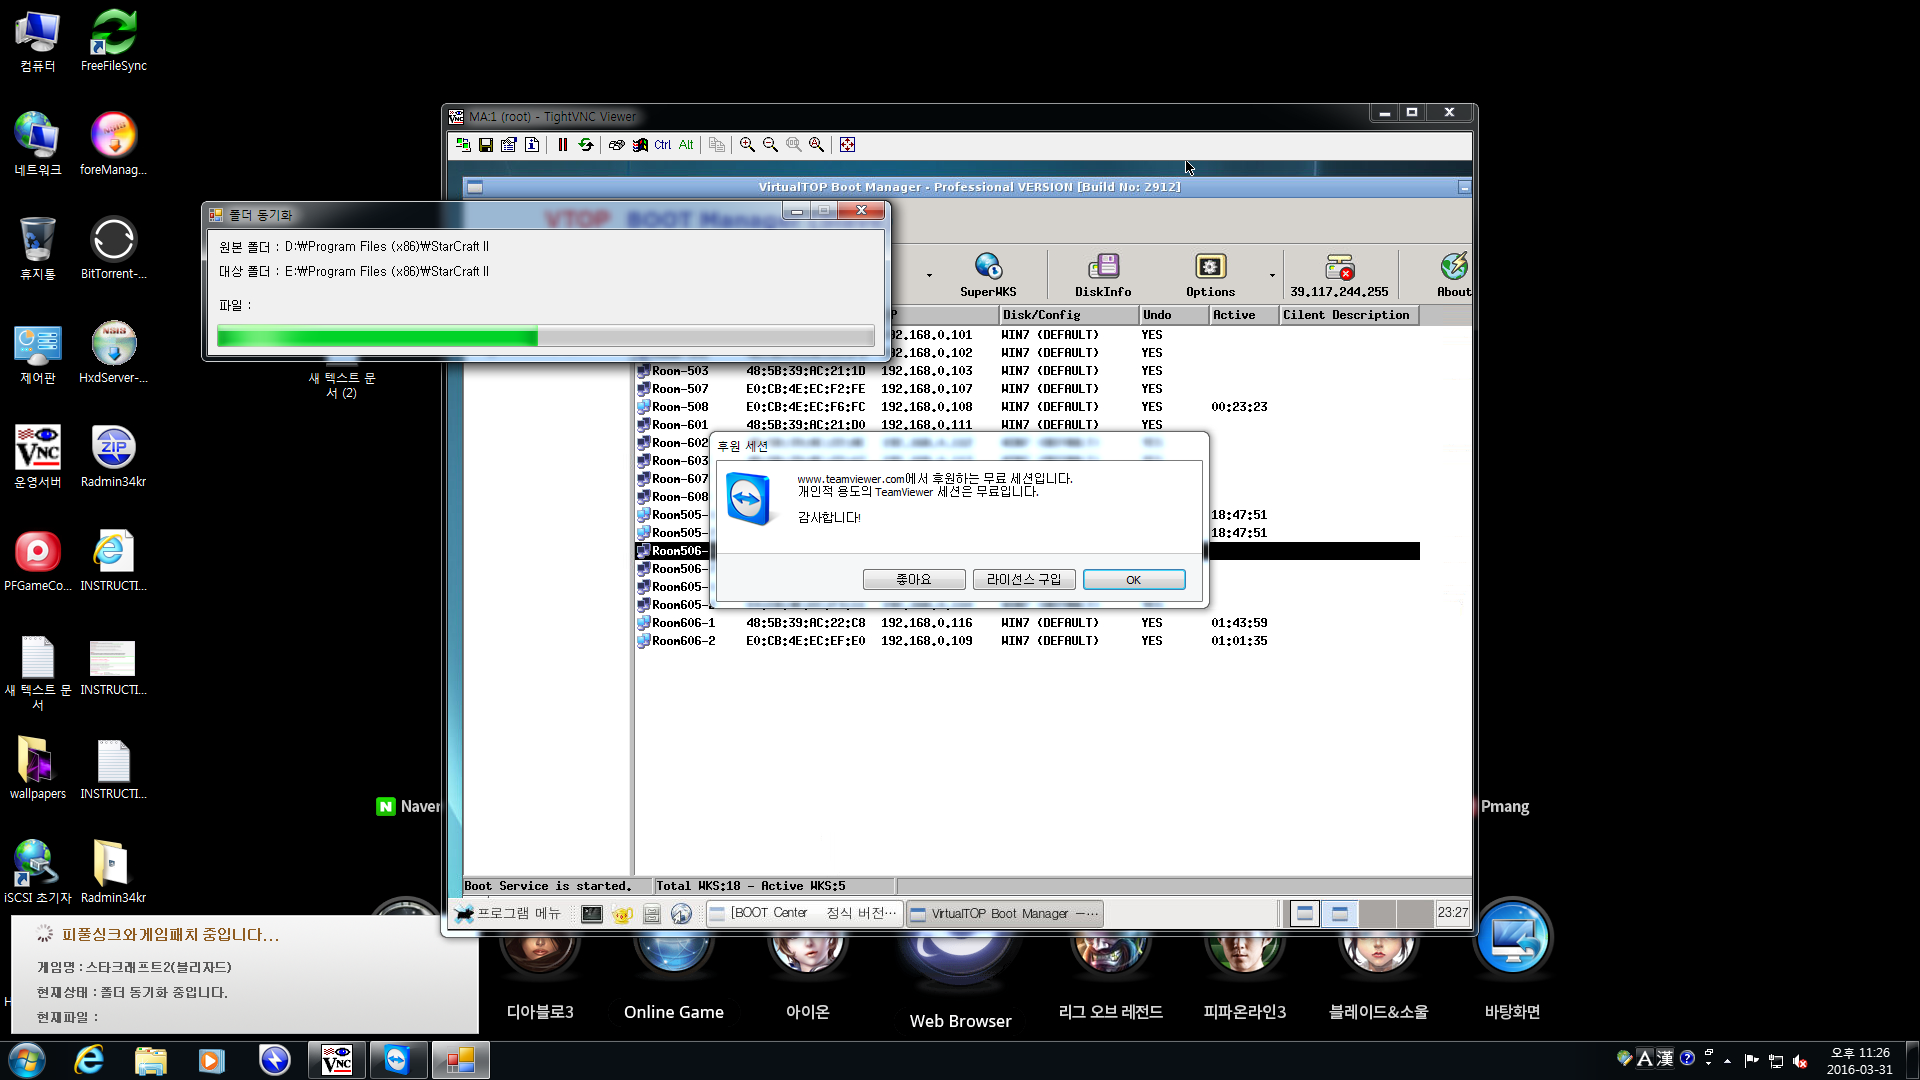 컴퓨터
FreeFileSync
네트워크
foreManag...
휴지통
BitTorrent-...
제어판
HxdServer-...
운영서버
Radmin34kr
PFGameCo...
INSTRUCTI...
새 텍스트 문서
INSTRUCTI...
wallpapers
INSTRUCTI...
iSCSI 초기자
Radmin34kr
새 텍스트 문
서 (2)
Naver
Pmang
MA:1 (root) - TightVNC Viewer
Ctrl Alt
VirtualTOP Boot Manager - Professional VERSION [Build No: 2912]
VTOP BOOT Manager
SuperWKS
DiskInfo
Options
39.117.244.255
About
Disk/Config Undo Active Cilent Description
192.168.0.101 WIN7 (DEFAULT) YES
192.168.0.102 WIN7 (DEFAULT) YES
Room-503 48:5B:39:AC:21:1D 192.168.0.103 WIN7 (DEFAULT) YES
Room-507 E0:CB:4E:EC:F2:FE 192.168.0.107 WIN7 (DEFAULT) YES
Room-508 E0:CB:4E:EC:F6:FC 192.168.0.108 WIN7 (DEFAULT) YES 00:23:23
Room-601 48:5B:39:AC:21:D0 192.168.0.111 WIN7 (DEFAULT) YES
Room-602
Room-603
Room-607
Room-608
Room505- 18:47:51
Room505- 18:47:51
Room506-
Room506-
Room605-
Room605-2
Room606-1 48:5B:39:AC:22:C8 192.168.0.116 WIN7 (DEFAULT) YES 01:43:59
Room606-2 E0:CB:4E:EC:EF:E0 192.168.0.109 WIN7 (DEFAULT) YES 01:01:35
Boot Service is started. Total WKS:18 - Active WKS:5
프로그램 메뉴
[BOOT Center 정식 버전...
VirtualTOP Boot Manager -...
23:27
폴더 동기화
원본 폴더 : D:₩Program Files (x86)₩StarCraft II
대상 폴더 : E:₩Program Files (x86)₩StarCraft II
파일 :
후원 세션
www.teamviewer.com에서 후원하는 무료 세션입니다.
개인적 용도의 TeamViewer 세션은 무료입니다.
감사합니다!
좋아요
라이선스 구입
OK
피풀싱크와게임패치 중입니다...
게임명 : 스타크래프트2(블리자드)
현재상태 : 폴더 동기화 중입니다.
현재파일 :
디아블로3
Online Game
아이온
Web Browser
리그 오브 레전드
피파온라인3
블레이드&소울
바탕화면
A 漢
오후 11:26
2016-03-31